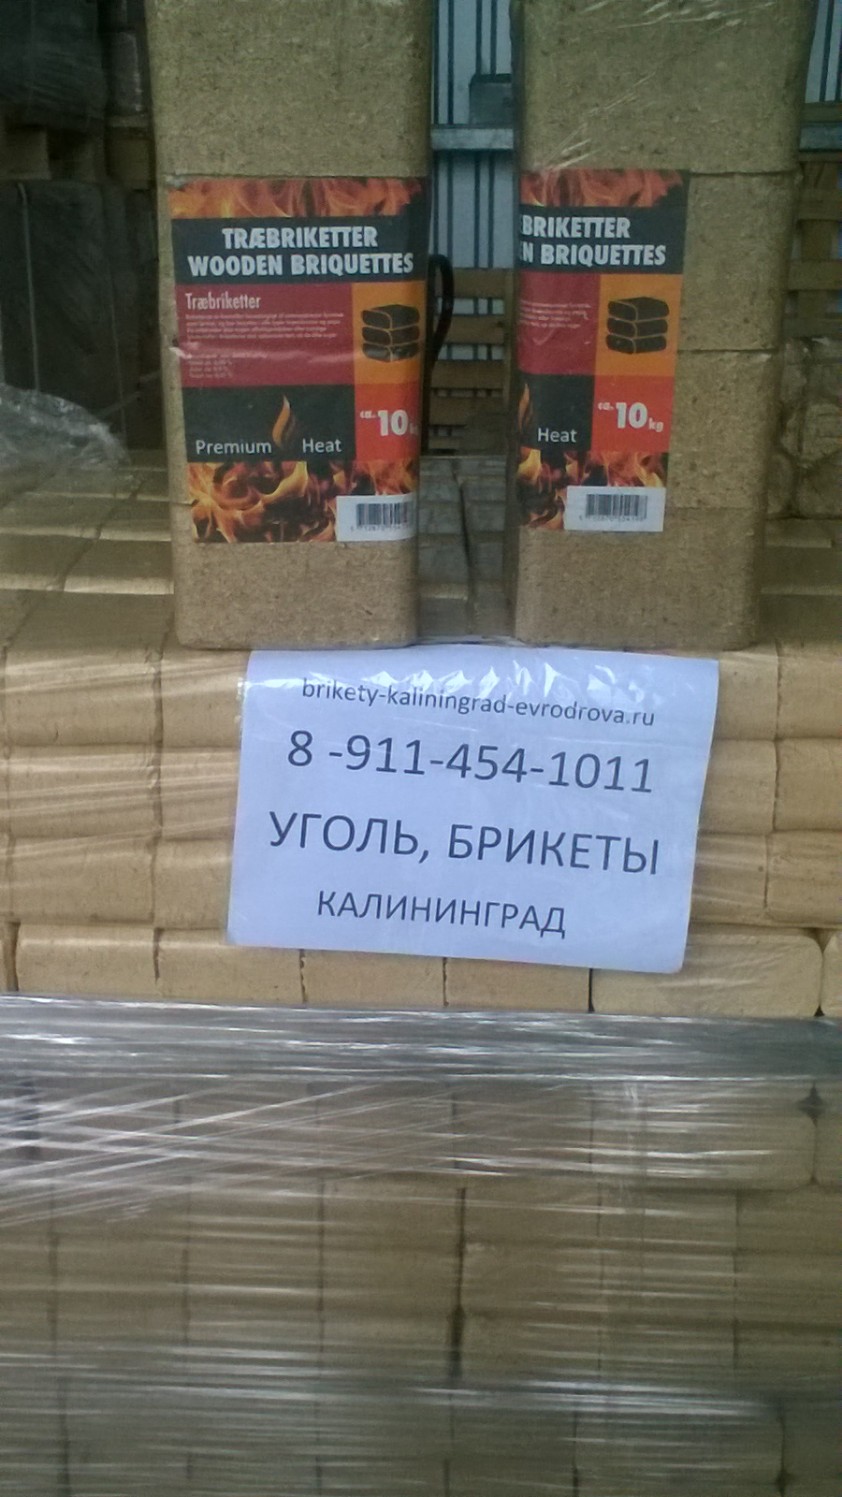 TRÆBRIKETTER
WOODEN BRIQUETTES
Træbriketter
ca. 10
Premium Heat
BRIKETTER
EN BRIQUETTES
ca. 10 kg
Heat
brikety-kaliningrad-evrodrova.ru
8 -911-454-1011
УГОЛЬ, БРИКЕТЫ
КАЛИНИНГРАД